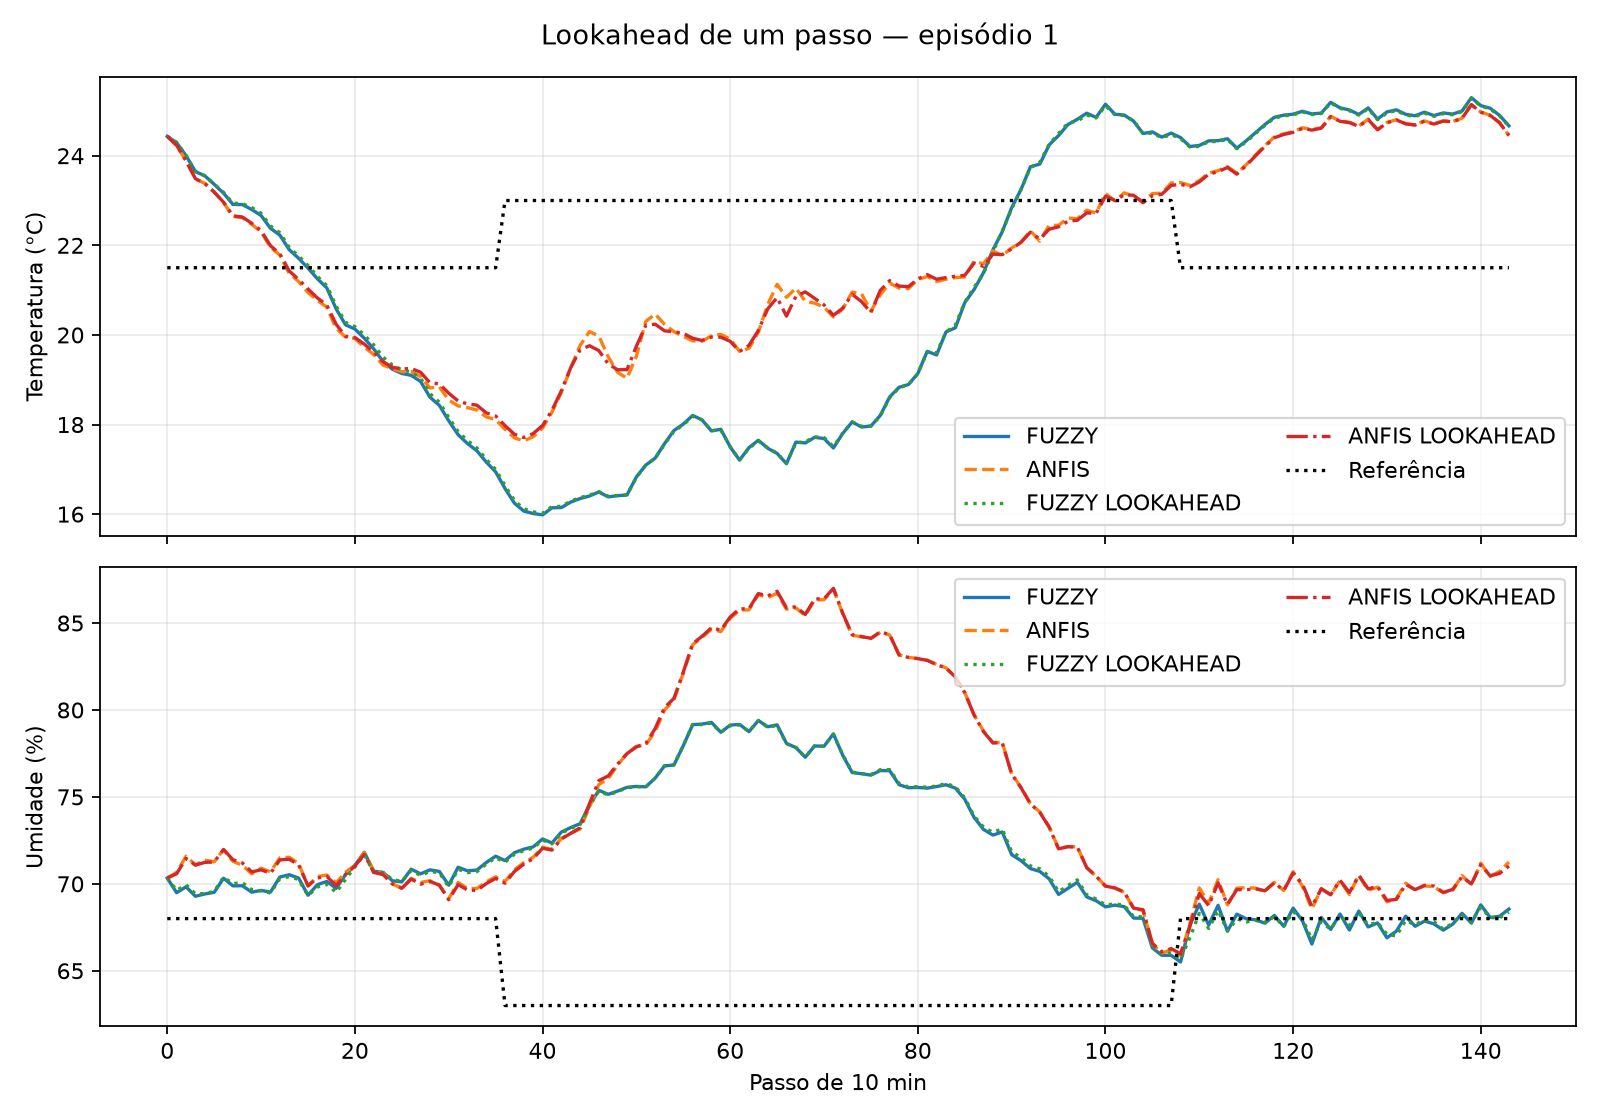 Lookahead de um passo — episódio 1
Temperatura (°C)
24
22
20
18
16
FUZZY
ANFIS
FUZZY LOOKAHEAD
ANFIS LOOKAHEAD
Referência
Umidade (%)
85
80
75
70
65
FUZZY
ANFIS
FUZZY LOOKAHEAD
ANFIS LOOKAHEAD
Referência
0 20 40 60 80 100 120 140
Passo de 10 min